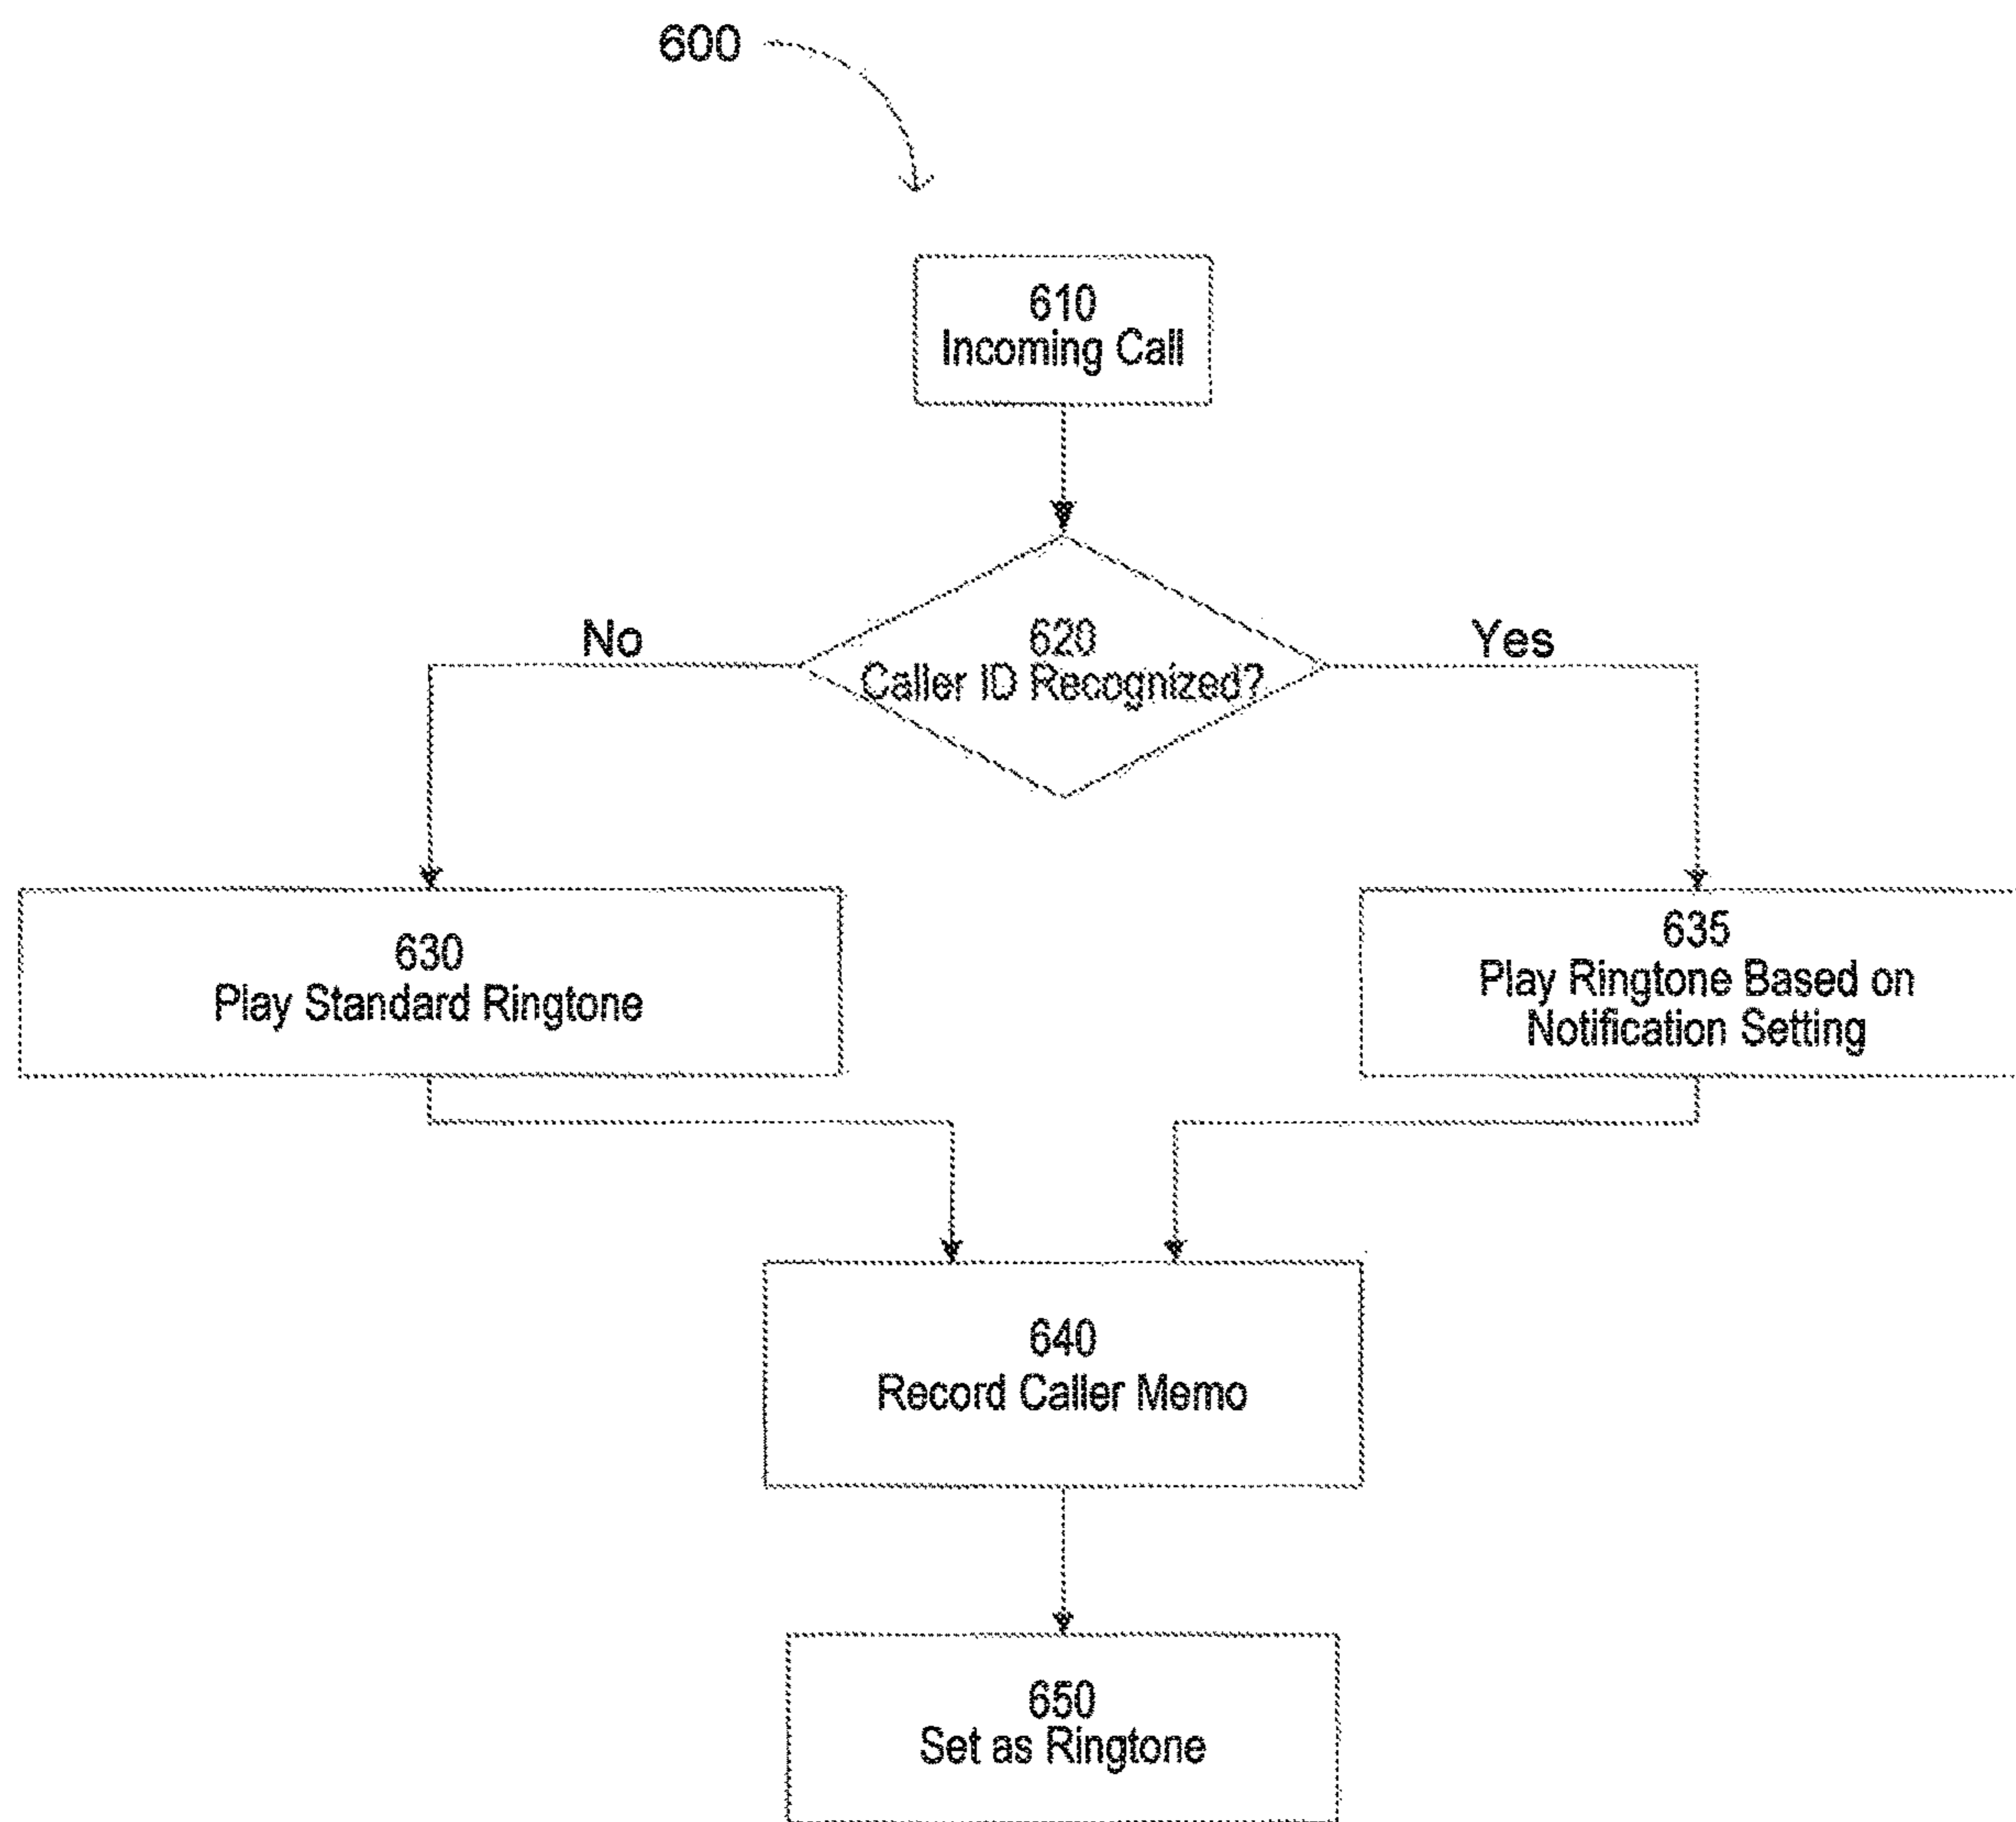 600
610
Incoming Call
620
Caller ID Recognized?
No
Yes
630
Play Standard Ringtone
635
Play Ringtone Based on
Notification Setting
640
Record Caller Memo
650
Set as Ringtone